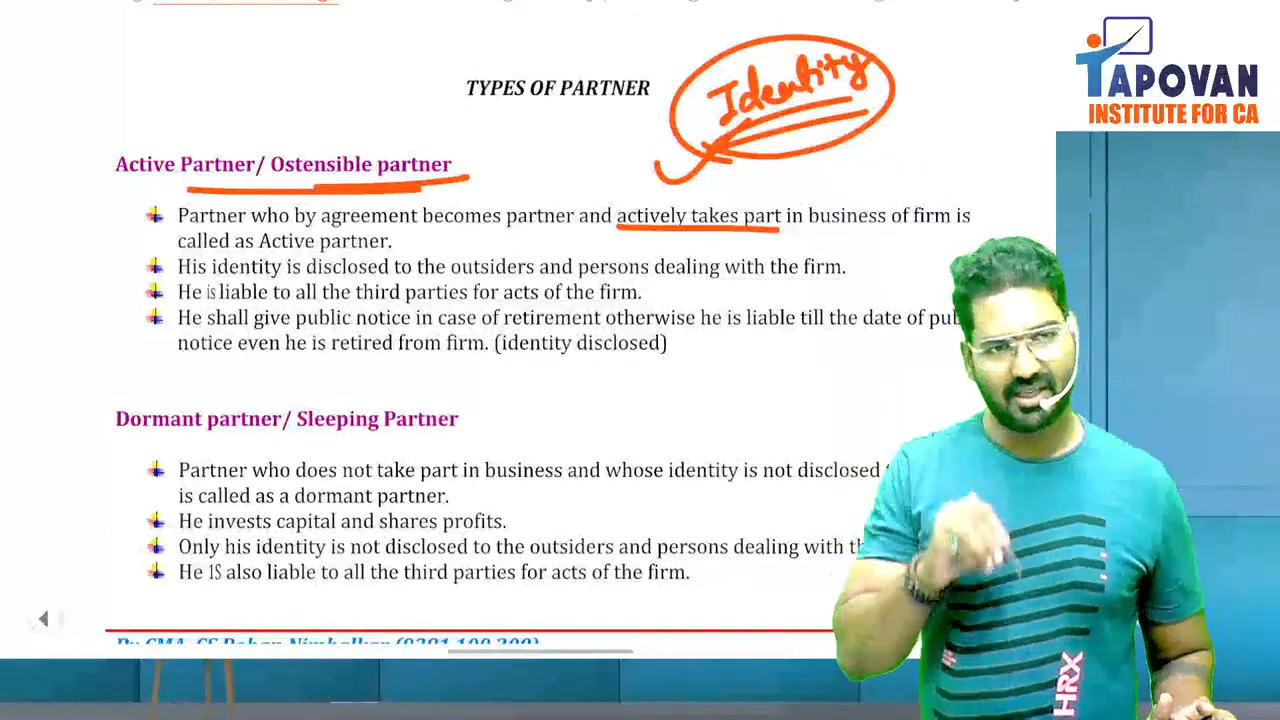 TYPES OF PARTNER
Identity
TAPOVAN
INSTITUTE FOR CA
Active Partner/ Ostensible partner
Partner who by agreement becomes partner and actively takes part in business of firm is
called as Active partner.
His identity is disclosed to the outsiders and persons dealing with the firm.
He is liable to all the third parties for acts of the firm.
He shall give public notice in case of retirement otherwise he is liable till the date of
notice even he is retired from firm. (identity disclosed)
Dormant partner/ Sleeping Partner
Partner who does not take part in business and whose identity is not disclosed
is called as a dormant partner.
He invests capital and shares profits.
Only his identity is not disclosed to the outsiders and persons dealing with
He IS also liable to all the third parties for acts of the firm.
By CMA, CS Rohan Nimbalkar
HRX